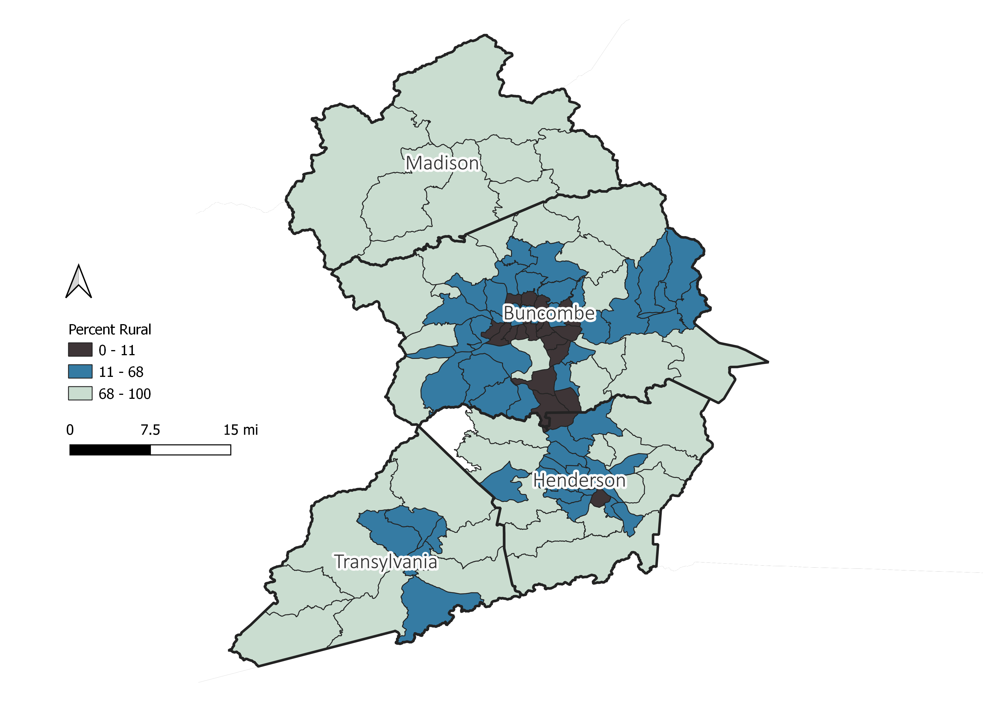 Madison
Buncombe
Percent Rural
0 - 11
11 - 68
68 - 100
0 7.5 15 mi
Henderson
Transylvania